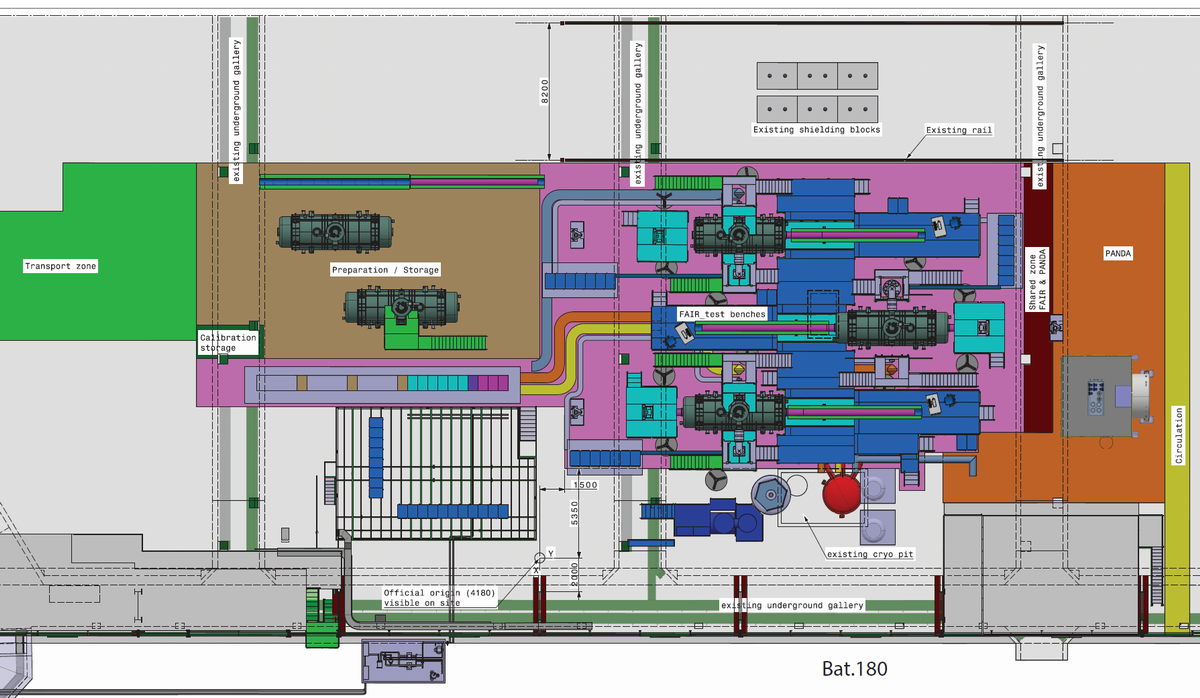 existing underground gallery
existing underground gallery
existing underground gallery
8200
Existing shielding blocks
Existing rail
Transport zone
Preparation / Storage
Calibration
storage
FAIR_test benches
Shared zone
FAIR & PANDA
PANDA
Circulation
1500
5350
2000
Y
X
existing cryo pit
Official origin (4180)
visible on site
existing underground gallery
Bat.180